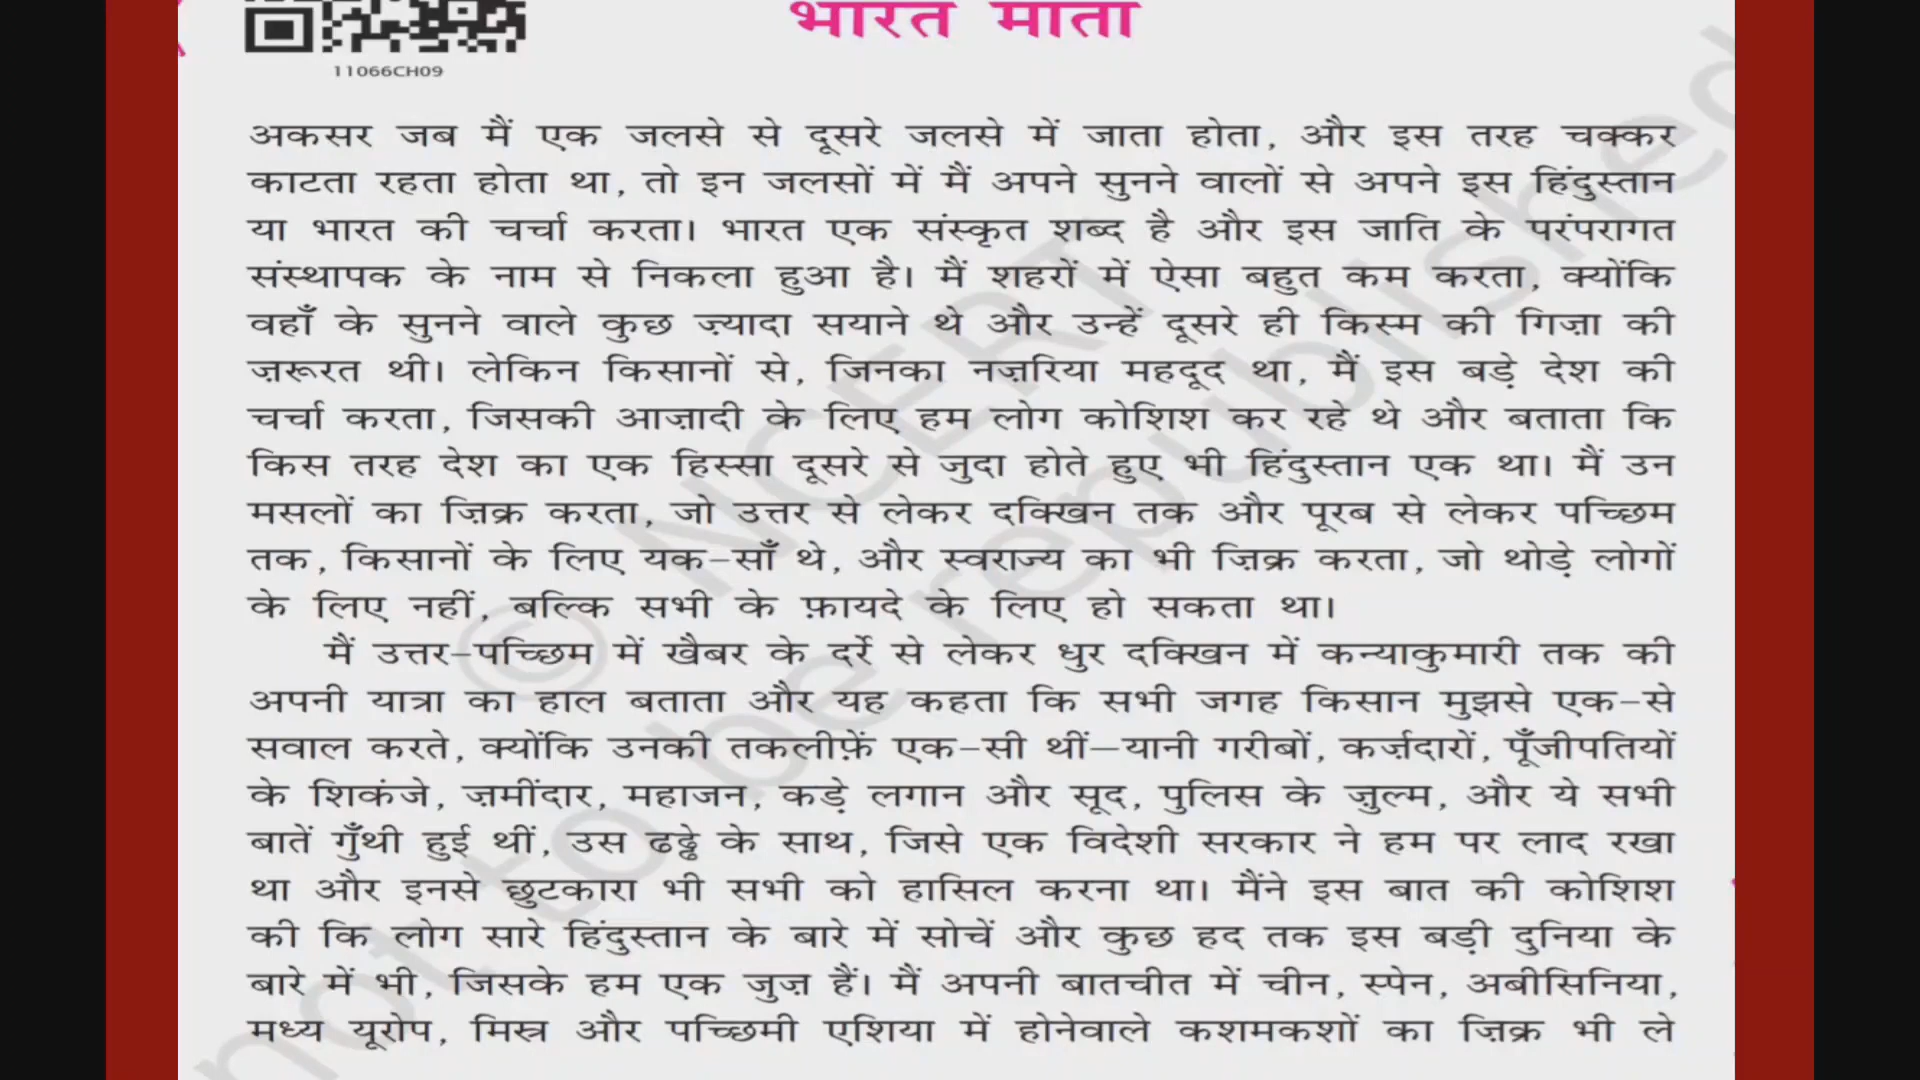 भारत माता
11066CH09
अकसर जब मैं एक जलसे से दूसरे जलसे में जाता होता, और इस तरह चक्कर
काटता रहता होता था, तो इन जलसों में मैं अपने सुनने वालों से अपने इस हिंदुस्तान
या भारत की चर्चा करता। भारत एक संस्कृत शब्द है और इस जाति के परंपरागत
संस्थापक के नाम से निकला हुआ है। मैं शहरों में ऐसा बहुत कम करता, क्योंकि
वहाँ के सुनने वाले कुछ ज़्यादा सयाने थे और उन्हें दूसरे ही किस्म की गिज़ा की
ज़रूरत थी। लेकिन किसानों से, जिनका नज़रिया महदूद था, मैं इस बड़े देश की
चर्चा करता, जिसकी आज़ादी के लिए हम लोग कोशिश कर रहे थे और बताता कि
किस तरह देश का एक हिस्सा दूसरे से जुदा होते हुए भी हिंदुस्तान एक था। मैं उन
मसलों का ज़िक्र करता, जो उत्तर से लेकर दक्खिन तक और पूरब से लेकर पच्छिम
तक, किसानों के लिए यक-साँ थे, और स्वराज्य का भी ज़िक्र करता, जो थोड़े लोगों
के लिए नहीं, बल्कि सभी के फ़ायदे के लिए हो सकता था।
मैं उत्तर-पच्छिम में खैबर के दर्रे से लेकर धुर दक्खिन में कन्याकुमारी तक की
अपनी यात्रा का हाल बताता और यह कहता कि सभी जगह किसान मुझसे एक-से
सवाल करते, क्योंकि उनकी तकलीफ़ें एक-सी थीं—यानी गरीबों, कर्ज़दारों, पूँजीपतियों
के शिकंजे, ज़मींदार, महाजन, कड़े लगान और सूद, पुलिस के ज़ुल्म, और ये सभी
बातें गुँथी हुई थीं, उस ढड्ढे के साथ, जिसे एक विदेशी सरकार ने हम पर लाद रखा
था और इनसे छुटकारा भी सभी को हासिल करना था। मैंने इस बात की कोशिश
की कि लोग सारे हिंदुस्तान के बारे में सोचें और कुछ हद तक इस बड़ी दुनिया के
बारे में भी, जिसके हम एक जुज़ हैं। मैं अपनी बातचीत में चीन, स्पेन, अबीसिनिया,
मध्य यूरोप, मिस्र और पच्छिमी एशिया में होनेवाले कशमकशों का ज़िक्र भी ले
© NCERT
not to be republished